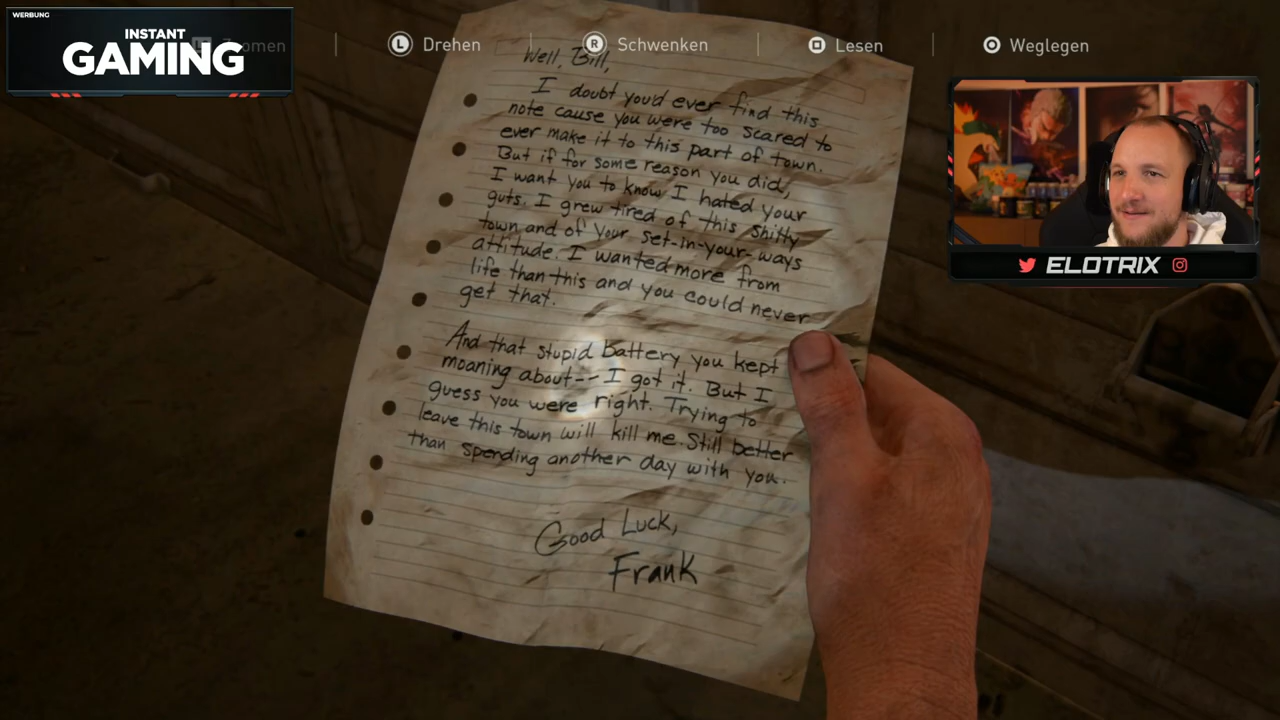 WERBUNG
INSTANT
GAMING
Drehen
Schwenken
Lesen
Weglegen
Well, Bill,
I doubt you'd ever find this
note cause you were too scared to
ever make it to this part of town.
But if for some reason you did,
I want you to know I hated your
guts. I grew tired of this shitty
town and of your set-in-your-ways
attitude. I wanted more from
life than this and you could never
get that.
And that stupid battery you kept
moaning about-- I got it. But I
guess you were right. Trying to
leave this town will kill me. Still better
than spending another day with you.
Good Luck,
Frank
ELOTRIX